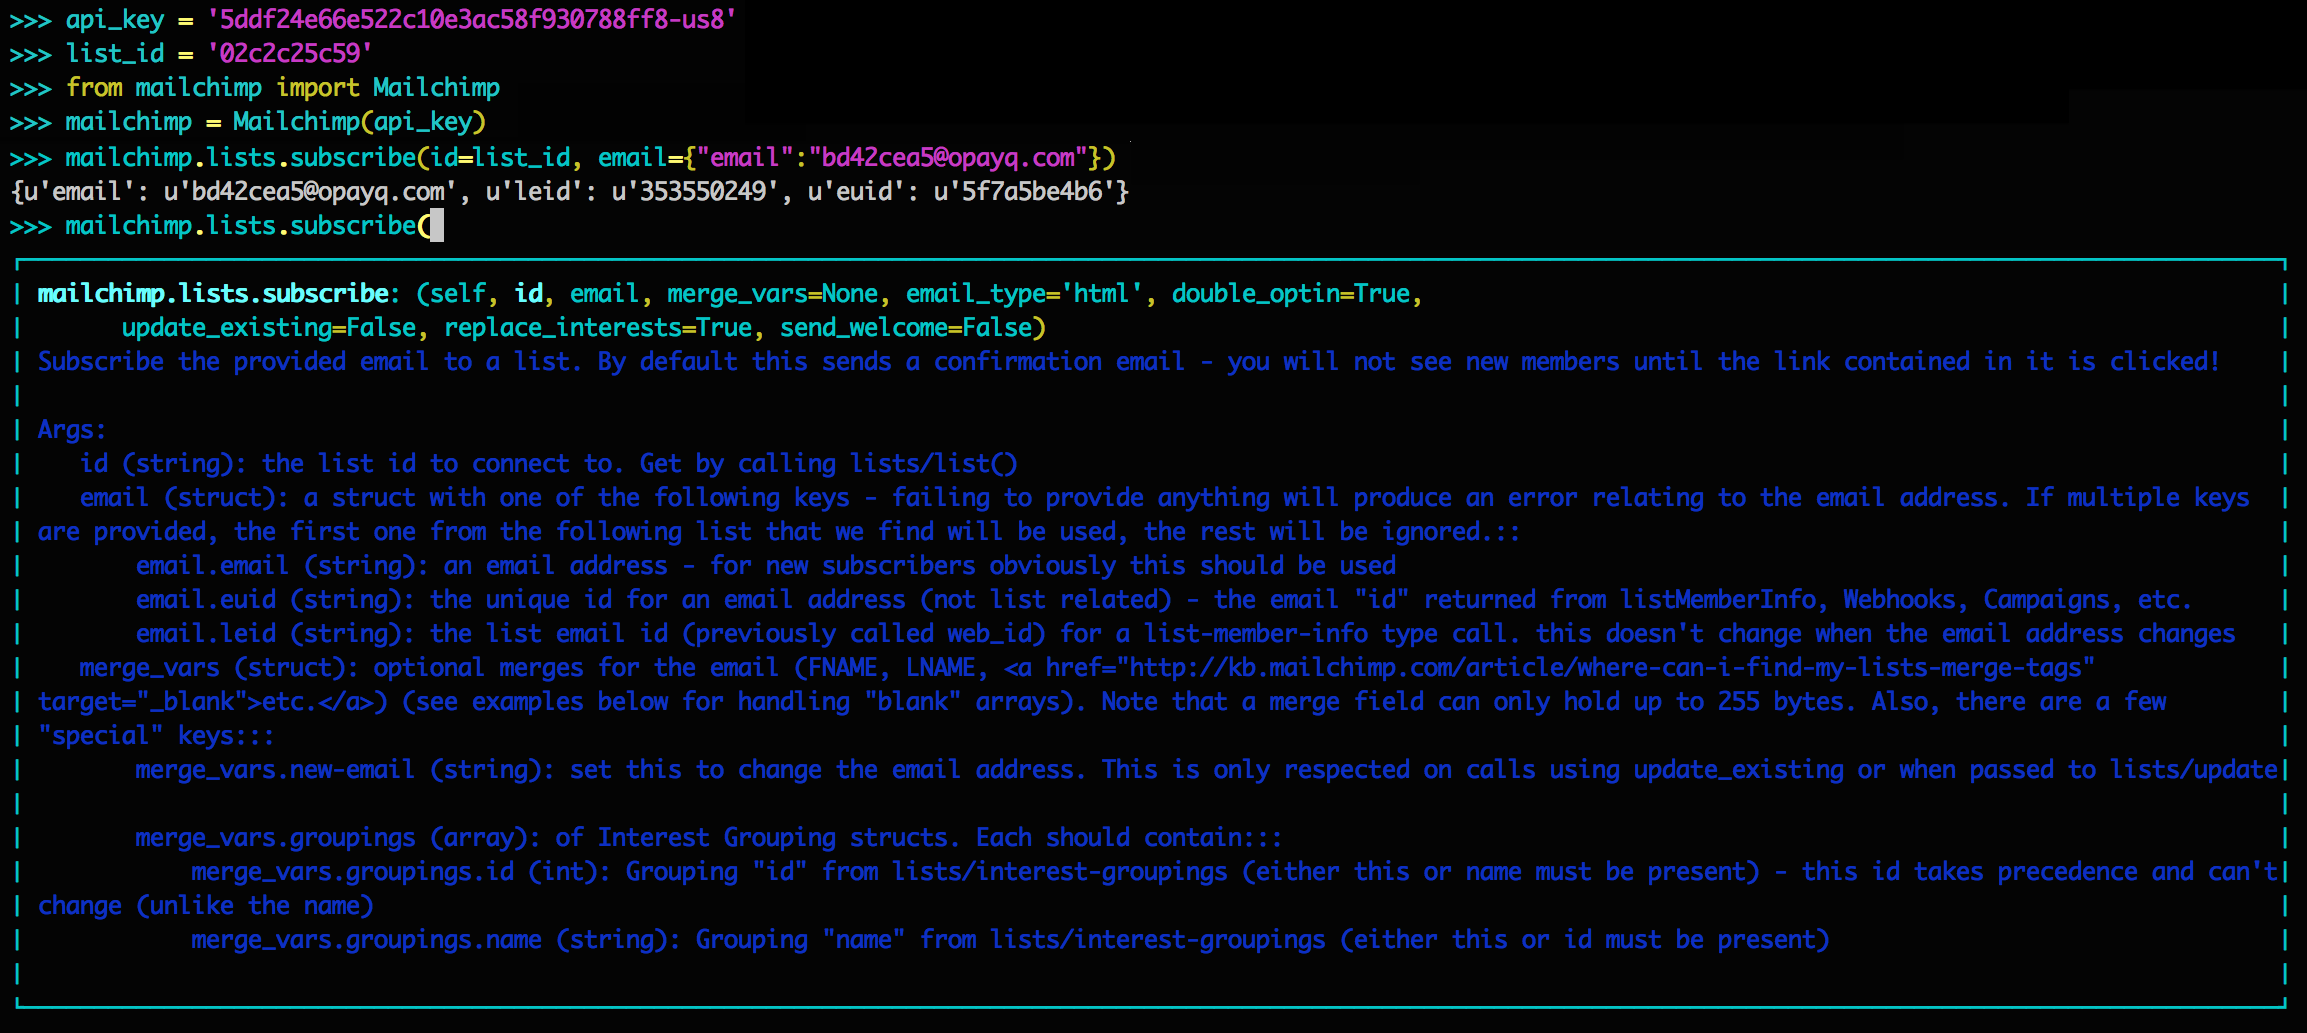 >>> api_key = '5ddf24e66e522c10e3ac58f930788ff8-us8'
>>> list_id = '02c2c25c59'
>>> from mailchimp import Mailchimp
>>> mailchimp = Mailchimp(api_key)
>>> mailchimp.lists.subscribe(id=list_id, email={"email":"bd42cea5@opayq.com"})
{u'email': u'bd42cea5@opayq.com', u'leid': u'353550249', u'euid': u'5f7a5be4b6'}
>>> mailchimp.lists.subscribe(
mailchimp.lists.subscribe: (self, id, email, merge_vars=None, email_type='html', double_optin=True,
update_existing=False, replace_interests=True, send_welcome=False)
Subscribe the provided email to a list. By default this sends a confirmation email - you will not see new members until the link contained in it is clicked!
Args:
id (string): the list id to connect to. Get by calling lists/list()
email (struct): a struct with one of the following keys - failing to provide anything will produce an error relating to the email address. If multiple keys
are provided, the first one from the following list that we find will be used, the rest will be ignored.::
email.email (string): an email address - for new subscribers obviously this should be used
email.euid (string): the unique id for an email address (not list related) - the email "id" returned from listMemberInfo, Webhooks, Campaigns, etc.
email.leid (string): the list email id (previously called web_id) for a list-member-info type call. this doesn't change when the email address changes
merge_vars (struct): optional merges for the email (FNAME, LNAME, <a href="http://kb.mailchimp.com/article/where-can-i-find-my-lists-merge-tags"
target="_blank">etc.</a>) (see examples below for handling "blank" arrays). Note that a merge field can only hold up to 255 bytes. Also, there are a few
"special" keys:::
merge_vars.new-email (string): set this to change the email address. This is only respected on calls using update_existing or when passed to lists/update
merge_vars.groupings (array): of Interest Grouping structs. Each should contain:::
merge_vars.groupings.id (int): Grouping "id" from lists/interest-groupings (either this or name must be present) - this id takes precedence and can't
change (unlike the name)
merge_vars.groupings.name (string): Grouping "name" from lists/interest-groupings (either this or id must be present)